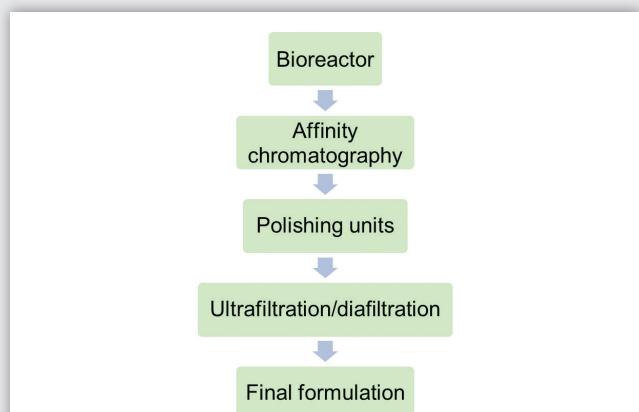 Bioreactor
Affinity
chromatography
Polishing units
Ultrafiltration/diafiltration
Final formulation